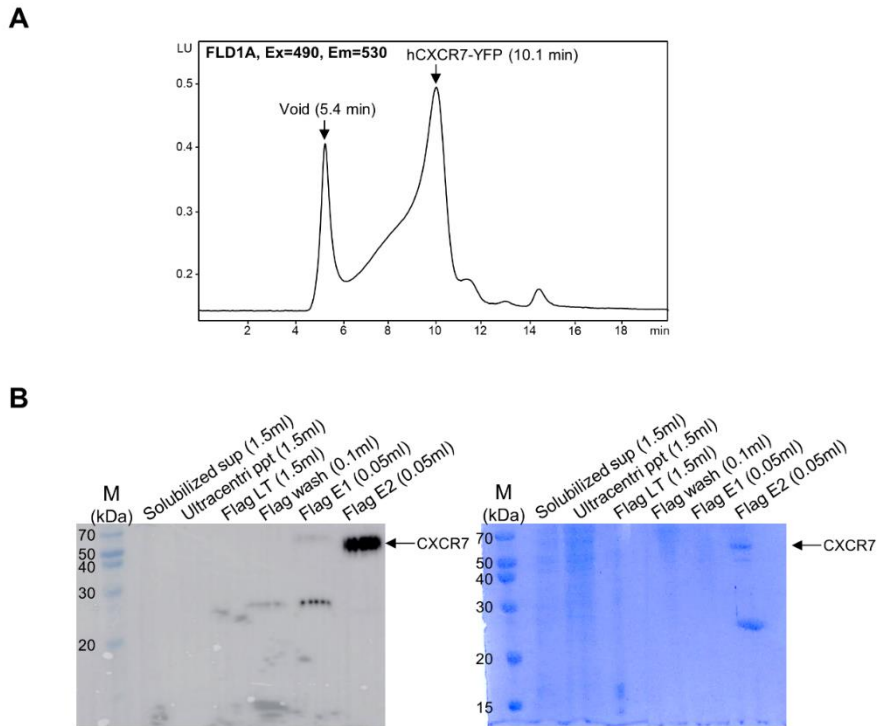 A
LU
FLD1A, Ex=490, Em=530
hCXCR7-YFP (10.1 min)
Void (5.4 min)
0.5
0.4
0.3
0.2
2 4 6 8 10 12 14 16 18 min
B
M
(kDa)
Solubilized sup (1.5ml)
Ultracentri ppt (1.5ml)
Flag LT (1.5ml)
Flag wash (0.1ml)
Flag E1 (0.05ml)
Flag E2 (0.05ml)
70
50
40
30
20
CXCR7
M
(kDa)
Solubilized sup (1.5ml)
Ultracentri ppt (1.5ml)
Flag LT (1.5ml)
Flag wash (0.1ml)
Flag E1 (0.05ml)
Flag E2 (0.05ml)
70
50
40
30
20
15
CXCR7